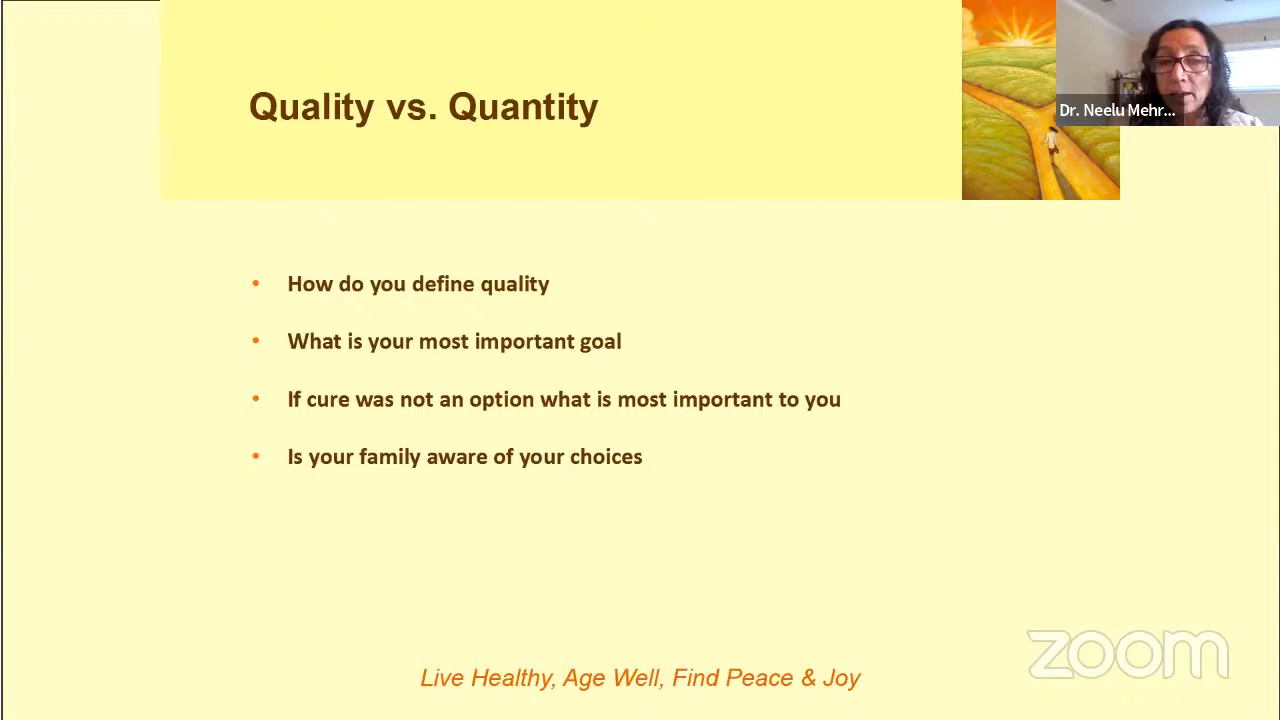 Quality vs. Quantity
Dr. Neelu Mehr...
• How do you define quality
• What is your most important goal
• If cure was not an option what is most important to you
• Is your family aware of your choices
zoom
Live Healthy, Age Well, Find Peace & Joy